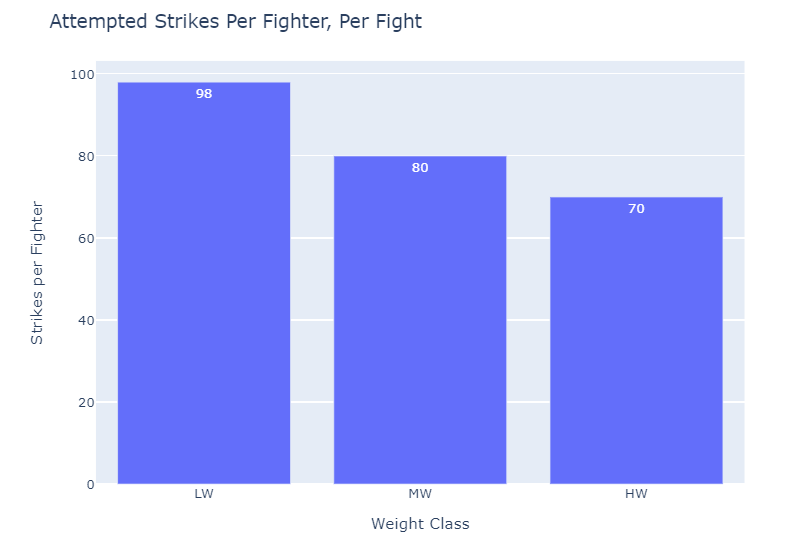 Attempted Strikes Per Fighter, Per Fight
100
80
60
40
20
0
Strikes per Fighter
98
80
70
LW
MW
HW
Weight Class